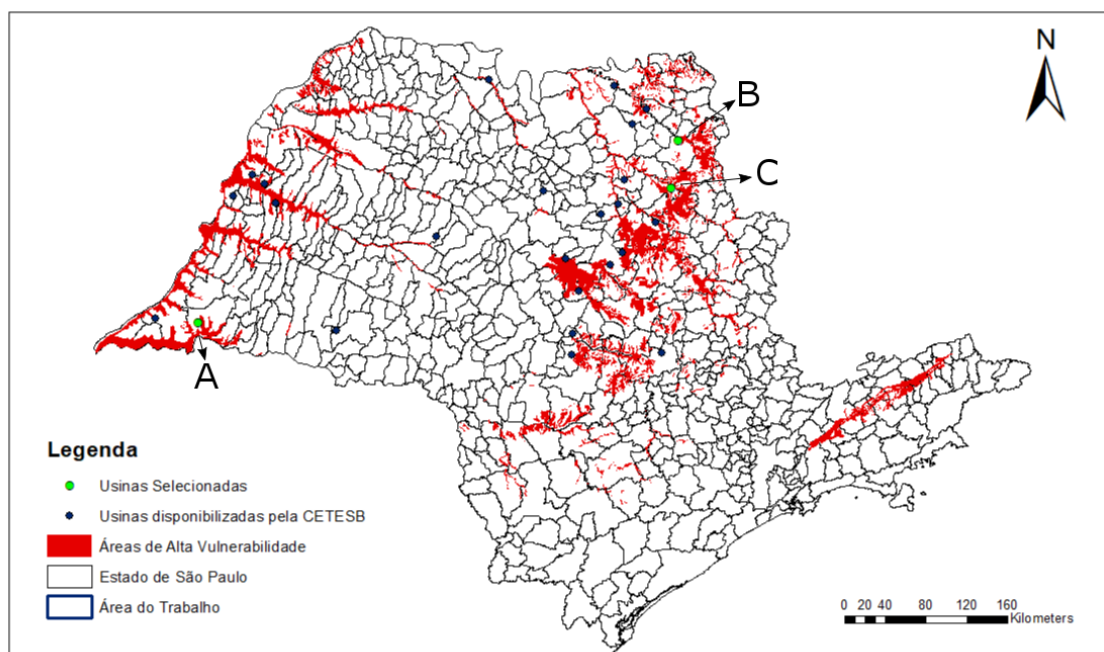 N
B
C
A
Legenda
Usinas Selecionadas
Usinas disponibilizadas pela CETESB
Áreas de Alta Vulnerabilidade
Estado de São Paulo
Área do Trabalho
0 20 40 80 120 160
Kilometers